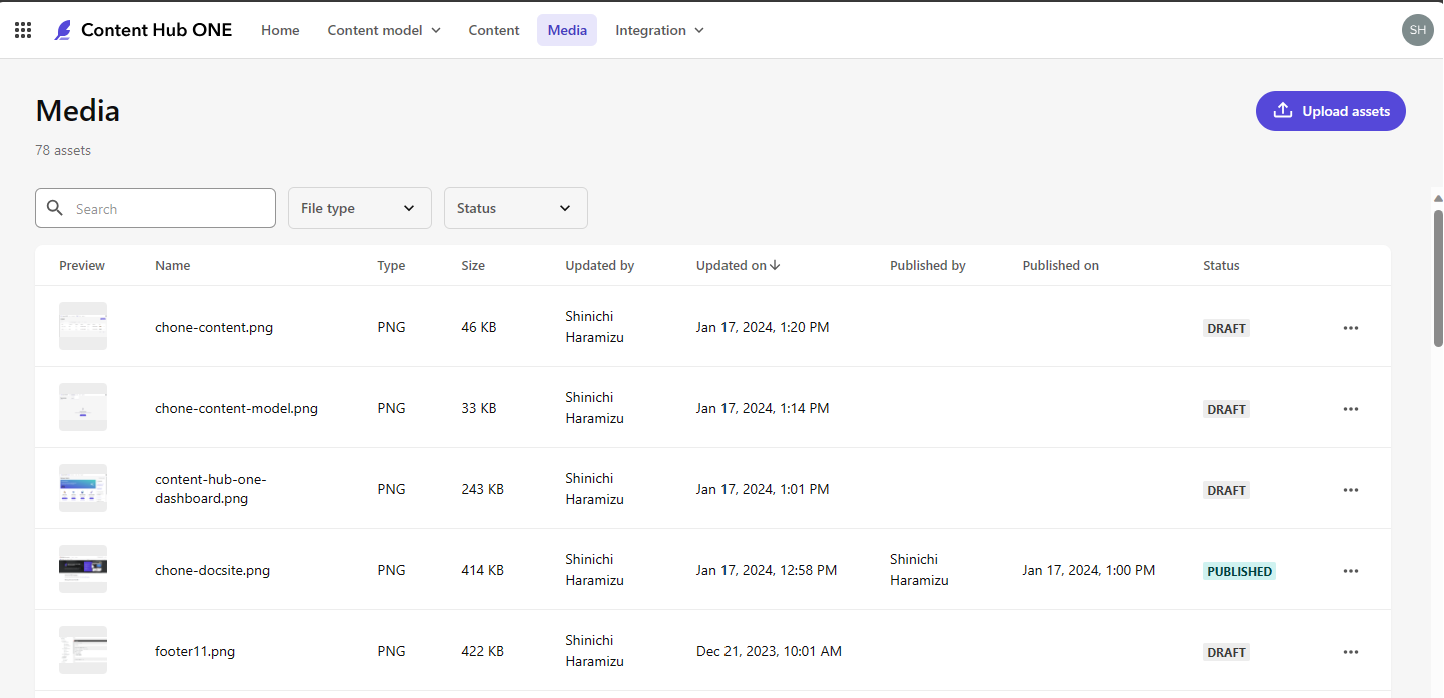 Content Hub ONE Home Content model Content Media Integration SH
Media
Upload assets
78 assets
Search File type Status
Preview Name Type Size Updated by Updated on Published by Published on Status
chone-content.png PNG 46 KB Shinichi Haramizu Jan 17, 2024, 1:20 PM DRAFT
chone-content-model.png PNG 33 KB Shinichi Haramizu Jan 17, 2024, 1:14 PM DRAFT
content-hub-one-dashboard.png PNG 243 KB Shinichi Haramizu Jan 17, 2024, 1:01 PM DRAFT
chone-docsite.png PNG 414 KB Shinichi Haramizu Jan 17, 2024, 12:58 PM Shinichi Haramizu Jan 17, 2024, 1:00 PM PUBLISHED
footer11.png PNG 422 KB Shinichi Haramizu Dec 21, 2023, 10:01 AM DRAFT